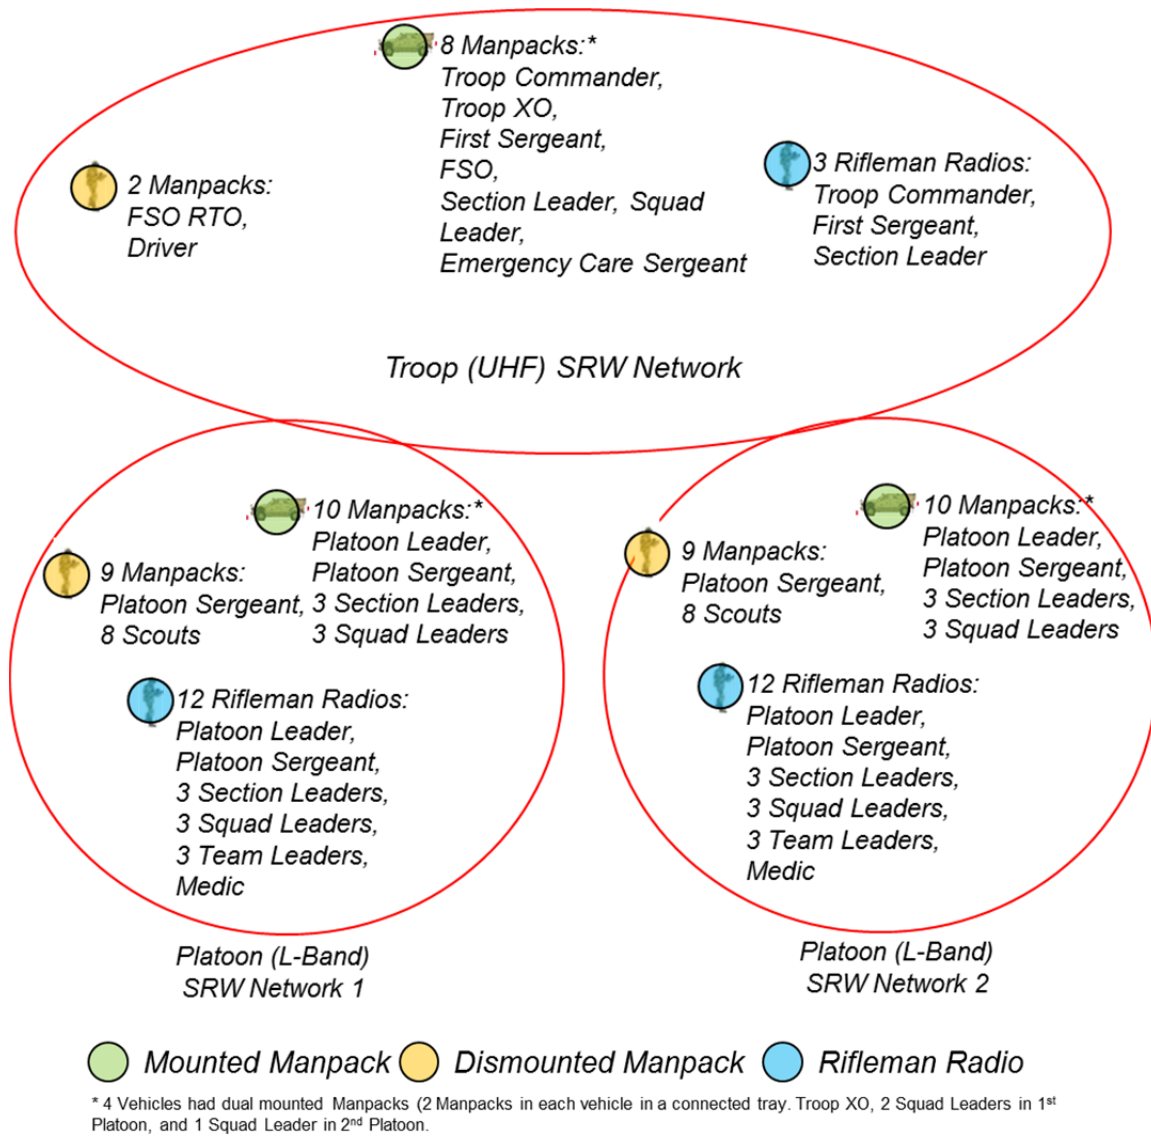 8 Manpacks:*
Troop Commander,
Troop XO,
First Sergeant,
FSO,
Section Leader, Squad
Leader,
Emergency Care Sergeant
2 Manpacks:
FSO RTO,
Driver
3 Rifleman Radios:
Troop Commander,
First Sergeant,
Section Leader
Troop (UHF) SRW Network
10 Manpacks:*
Platoon Leader,
Platoon Sergeant,
3 Section Leaders,
3 Squad Leaders
9 Manpacks:
Platoon Sergeant,
8 Scouts
12 Rifleman Radios:
Platoon Leader,
Platoon Sergeant,
3 Section Leaders,
3 Squad Leaders,
3 Team Leaders,
Medic
Platoon (L-Band)
SRW Network 1
10 Manpacks:*
Platoon Leader,
Platoon Sergeant,
3 Section Leaders,
3 Squad Leaders
9 Manpacks:
Platoon Sergeant,
8 Scouts
12 Rifleman Radios:
Platoon Leader,
Platoon Sergeant,
3 Section Leaders,
3 Squad Leaders,
3 Team Leaders,
Medic
Platoon (L-Band)
SRW Network 2
Mounted Manpack Dismounted Manpack Rifleman Radio
* 4 Vehicles had dual mounted Manpacks (2 Manpacks in each vehicle in a connected tray. Troop XO, 2 Squad Leaders in 1st
Platoon, and 1 Squad Leader in 2nd Platoon.